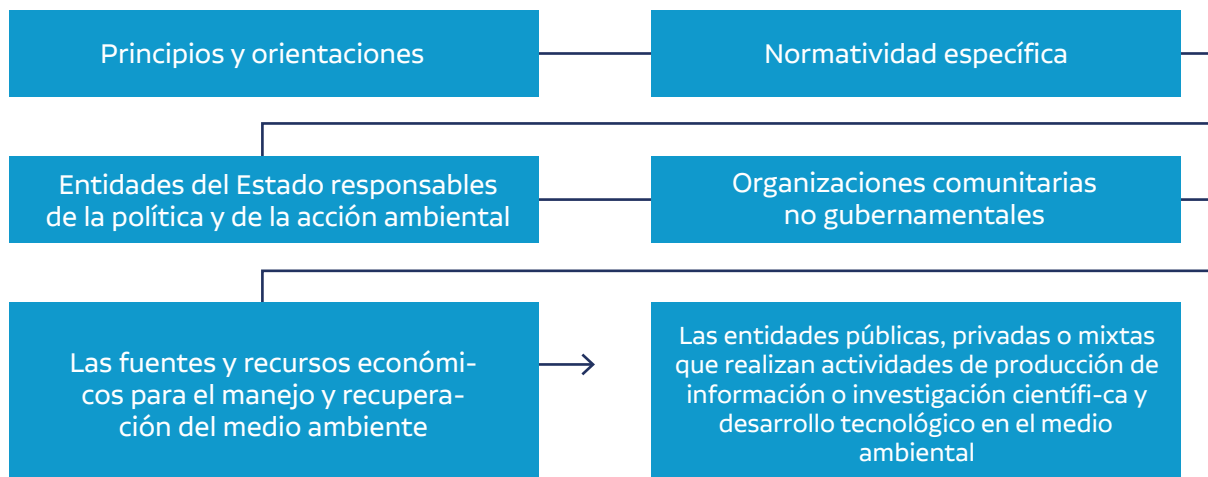 Principios y orientaciones
Normatividad específica
Entidades del Estado responsables
de la política y de la acción ambiental
Organizaciones comunitarias
no gubernamentales
Las fuentes y recursos económi-
cos para el manejo y recupera-
ción del medio ambiente
Las entidades públicas, privadas o mixtas
que realizan actividades de producción de
información o investigación científi-ca y
desarrollo tecnológico en el medio
ambiental